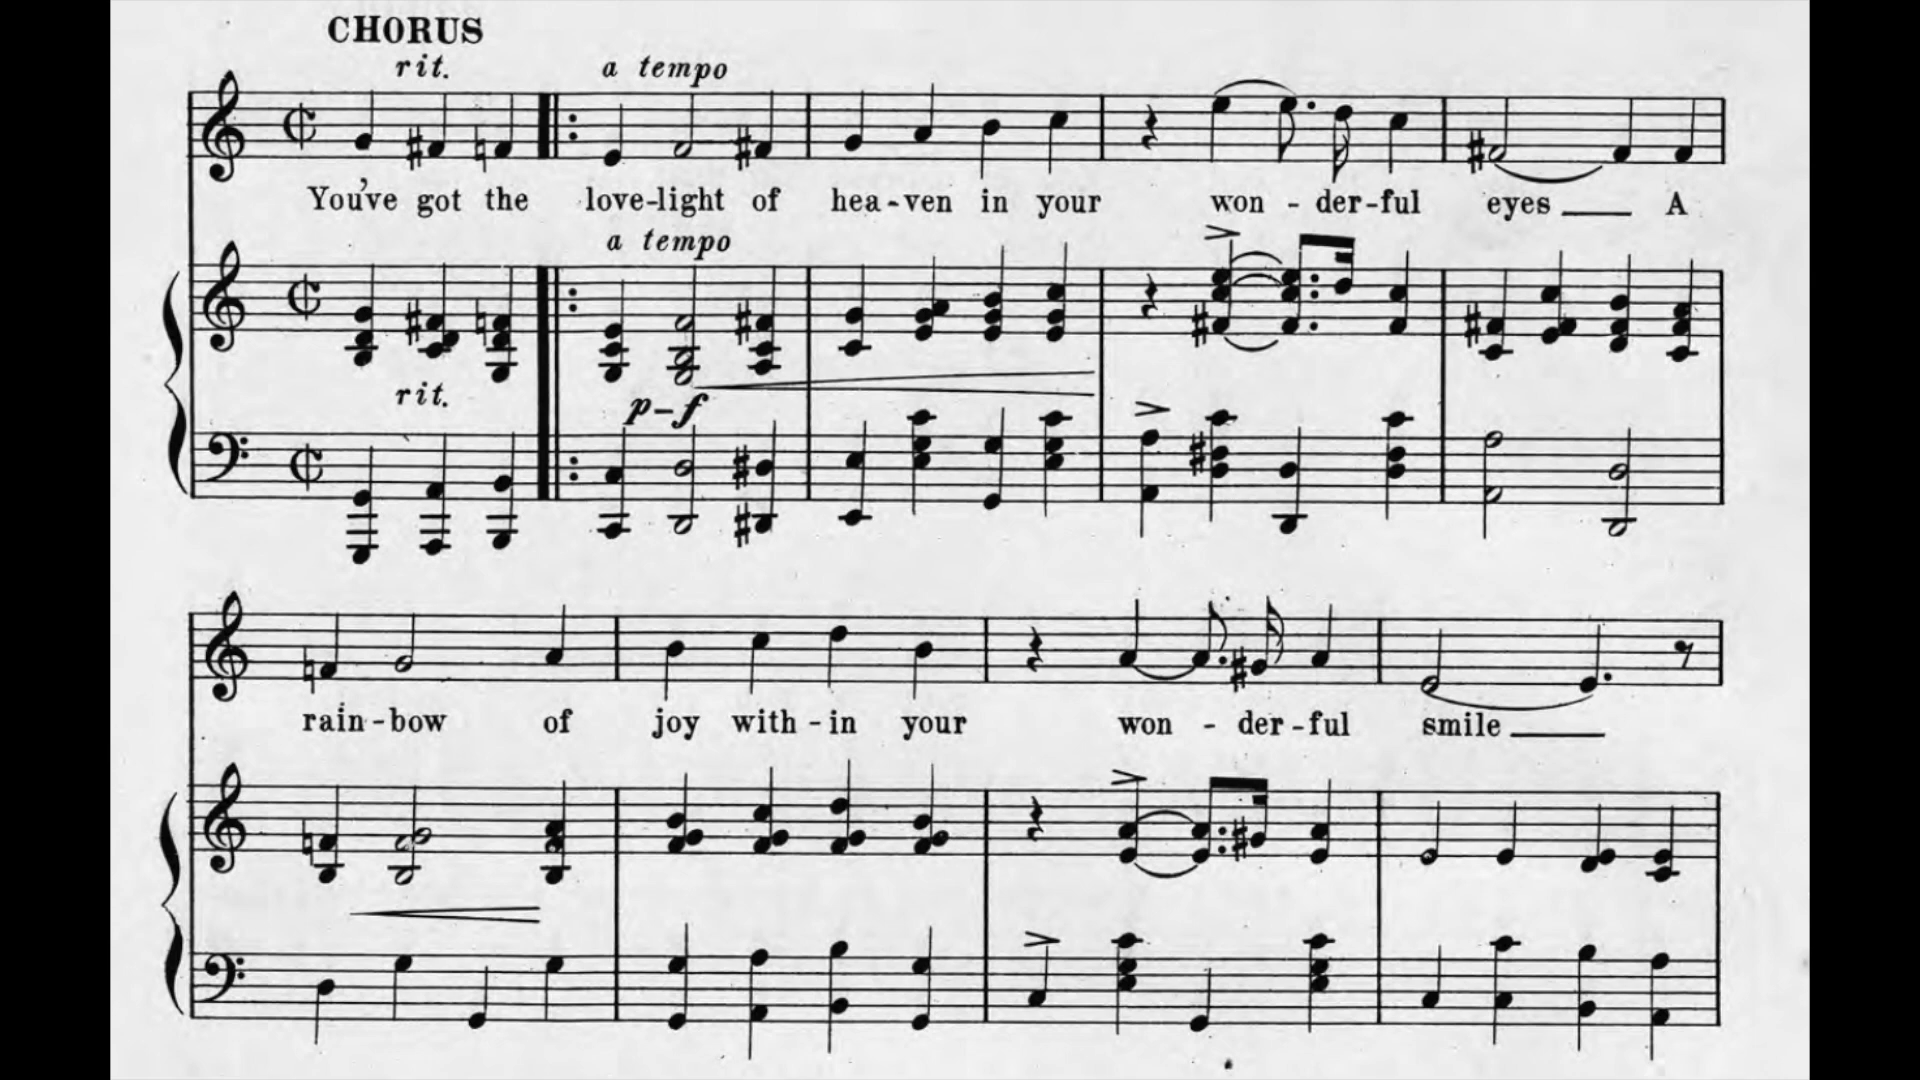 CHORUS
rit.
a tempo
You've got the love-light of hea-ven in your won-der-ful eyes A
a tempo
rit.
p-f
rain-bow of joy with-in your won-der-ful smile